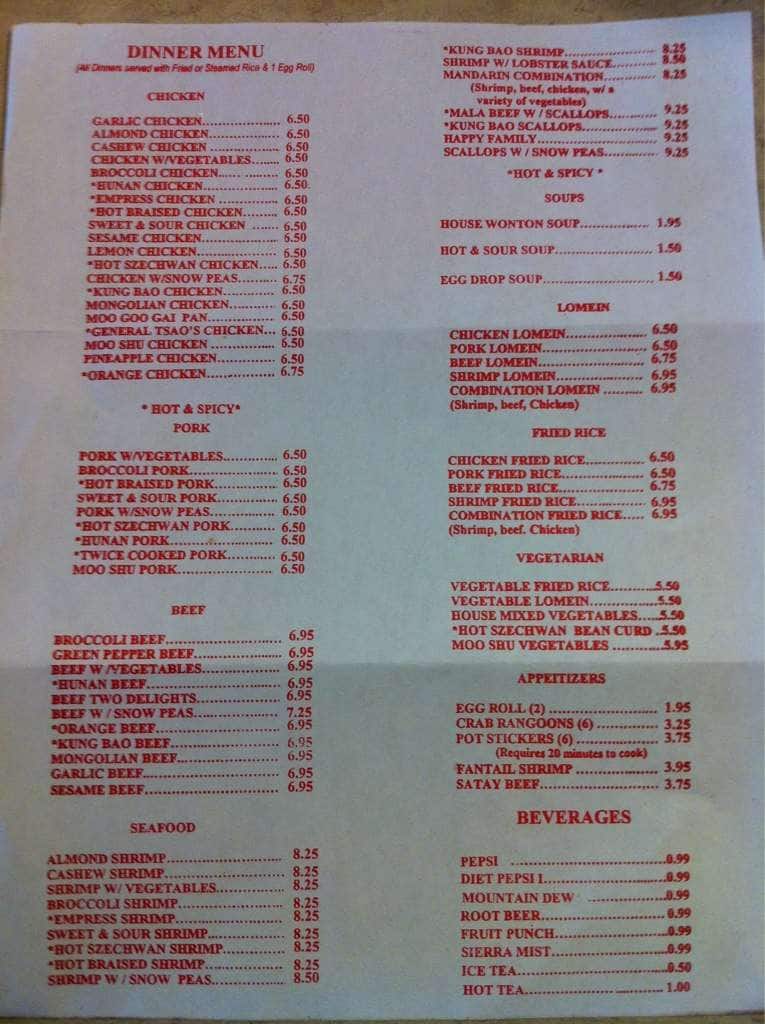 DINNER MENU
(All Dinners served with Fried or Steamed Rice & 1 Egg Roll)
CHICKEN
GARLIC CHICKEN.................... 6.50
ALMOND CHICKEN.................. 6.50
CASHEW CHICKEN .................. 6.50
CHICKEN W/VEGETABLES....... 6.50
BROCCOLI CHICKEN...... ......... 6.50
*HUNAN CHICKEN.................... 6.50
*EMPRESS CHICKEN ................ 6.50
*HOT BRAISED CHICKEN......... 6.50
SWEET & SOUR CHICKEN ...... 6.50
SESAME CHICKEN.................... 6.50
LEMON CHICKEN..................... 6.50
*HOT SZECHWAN CHICKEN..... 6.50
CHICKEN W/SNOW PEAS.......... 6.75
*KUNG BAO CHICKEN.............. 6.50
MONGOLIAN CHICKEN............. 6.50
MOO GOO GAI PAN................. 6.50
*GENERAL TSAO'S CHICKEN... 6.50
MOO SHU CHICKEN ................ 6.50
PINEAPPLE CHICKEN............... 6.50
*ORANGE CHICKEN................. 6.75
* HOT & SPICY*
PORK
PORK W/VEGETABLES............. 6.50
BROCCOLI PORK...................... 6.50
*HOT BRAISED PORK............... 6.50
SWEET & SOUR PORK.............. 6.50
PORK W/SNOW PEAS................ 6.50
*HOT SZECHWAN PORK........... 6.50
*HUNAN PORK.......................... 6.50
*TWICE COOKED PORK............ 6.50
MOO SHU PORK........................ 6.50
BEEF
BROCCOLI BEEF............................ 6.95
GREEN PEPPER BEEF.................... 6.95
BEEF W /VEGETABLES................... 6.95
*HUNAN BEEF................................ 6.95
BEEF TWO DELIGHTS.................... 6.95
BEEF W / SNOW PEAS..................... 7.25
*ORANGE BEEF.............................. 6.95
*KUNG BAO BEEF.......................... 6.95
MONGOLIAN BEEF........................ 6.95
GARLIC BEEF................................. 6.95
SESAME BEEF................................. 6.95
SEAFOOD
ALMOND SHRIMP............................ 8.25
CASHEW SHRIMP............................. 8.25
SHRIMP W/ VEGETABLES................ 8.25
BROCCOLI SHRIMP......................... 8.25
*EMPRESS SHRIMP.......................... 8.25
SWEET & SOUR SHRIMP.................. 8.25
*HOT SZECHWAN SHRIMP.............. 8.25
*HOT BRAISED SHRIMP................... 8.25
SHRIMP W / SNOW PEAS................. 8.50
*KUNG BAO SHRIMP....................... 8.25
SHRIMP W/ LOBSTER SAUCE........... 8.50
MANDARIN COMBINATION............. 8.25
(Shrimp, beef, chicken, w/ a
variety of vegetables)
*MALA BEEF W / SCALLOPS............ 9.25
*KUNG BAO SCALLOPS................... 9.25
HAPPY FAMILY............................... 9.25
SCALLOPS W / SNOW PEAS.............. 9.25
*HOT & SPICY *
SOUPS
HOUSE WONTON SOUP................. 1.95
HOT & SOUR SOUP....................... 1.50
EGG DROP SOUP........................... 1.50
LOMEIN
CHICKEN LOMEIN..................... 6.50
PORK LOMEIN........................... 6.50
BEEF LOMEIN............................ 6.75
SHRIMP LOMEIN....................... 6.95
COMBINATION LOMEIN ........... 6.95
(Shrimp, beef, Chicken)
FRIED RICE
CHICKEN FRIED RICE............... 6.50
PORK FRIED RICE..................... 6.50
BEEF FRIED RICE..................... 6.75
SHRIMP FRIED RICE................. 6.95
COMBINATION FRIED RICE..... 6.95
(Shrimp, beef. Chicken)
VEGETARIAN
VEGETABLE FRIED RICE...........5.50
VEGETABLE LOMEIN................5.50
HOUSE MIXED VEGETABLES.....5.50
*HOT SZECHWAN BEAN CURD ..5.50
MOO SHU VEGETABLES ............5.95
APPEITIZERS
EGG ROLL (2) .......................... 1.95
CRAB RANGOONS (6) ............... 3.25
POT STICKERS (6) .................... 3.75
(Requires 20 minutes to cook)
FANTAIL SHRIMP .................... 3.95
SATAY BEEF............................. 3.75
BEVERAGES
PEPSI ......................................0.99
DIET PEPSI I.............................0.99
MOUNTAIN DEW .....................0.99
ROOT BEER..............................0.99
FRUIT PUNCH...........................0.99
SIERRA MIST............................0.99
ICE TEA....................................0.50
HOT TEA.................. .............. 1.00